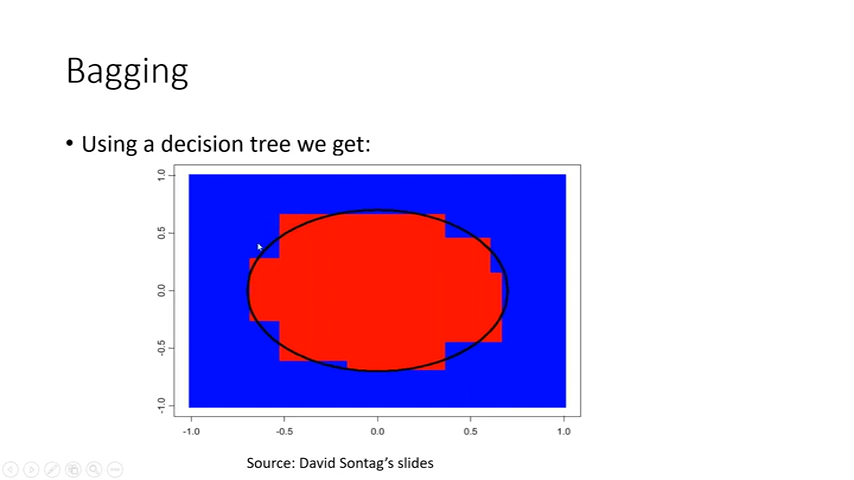 Bagging
• Using a decision tree we get:
1.0
0.5
0.0
-0.5
-1.0
-1.0 -0.5 0.0 0.5 1.0
Source: David Sontag's slides